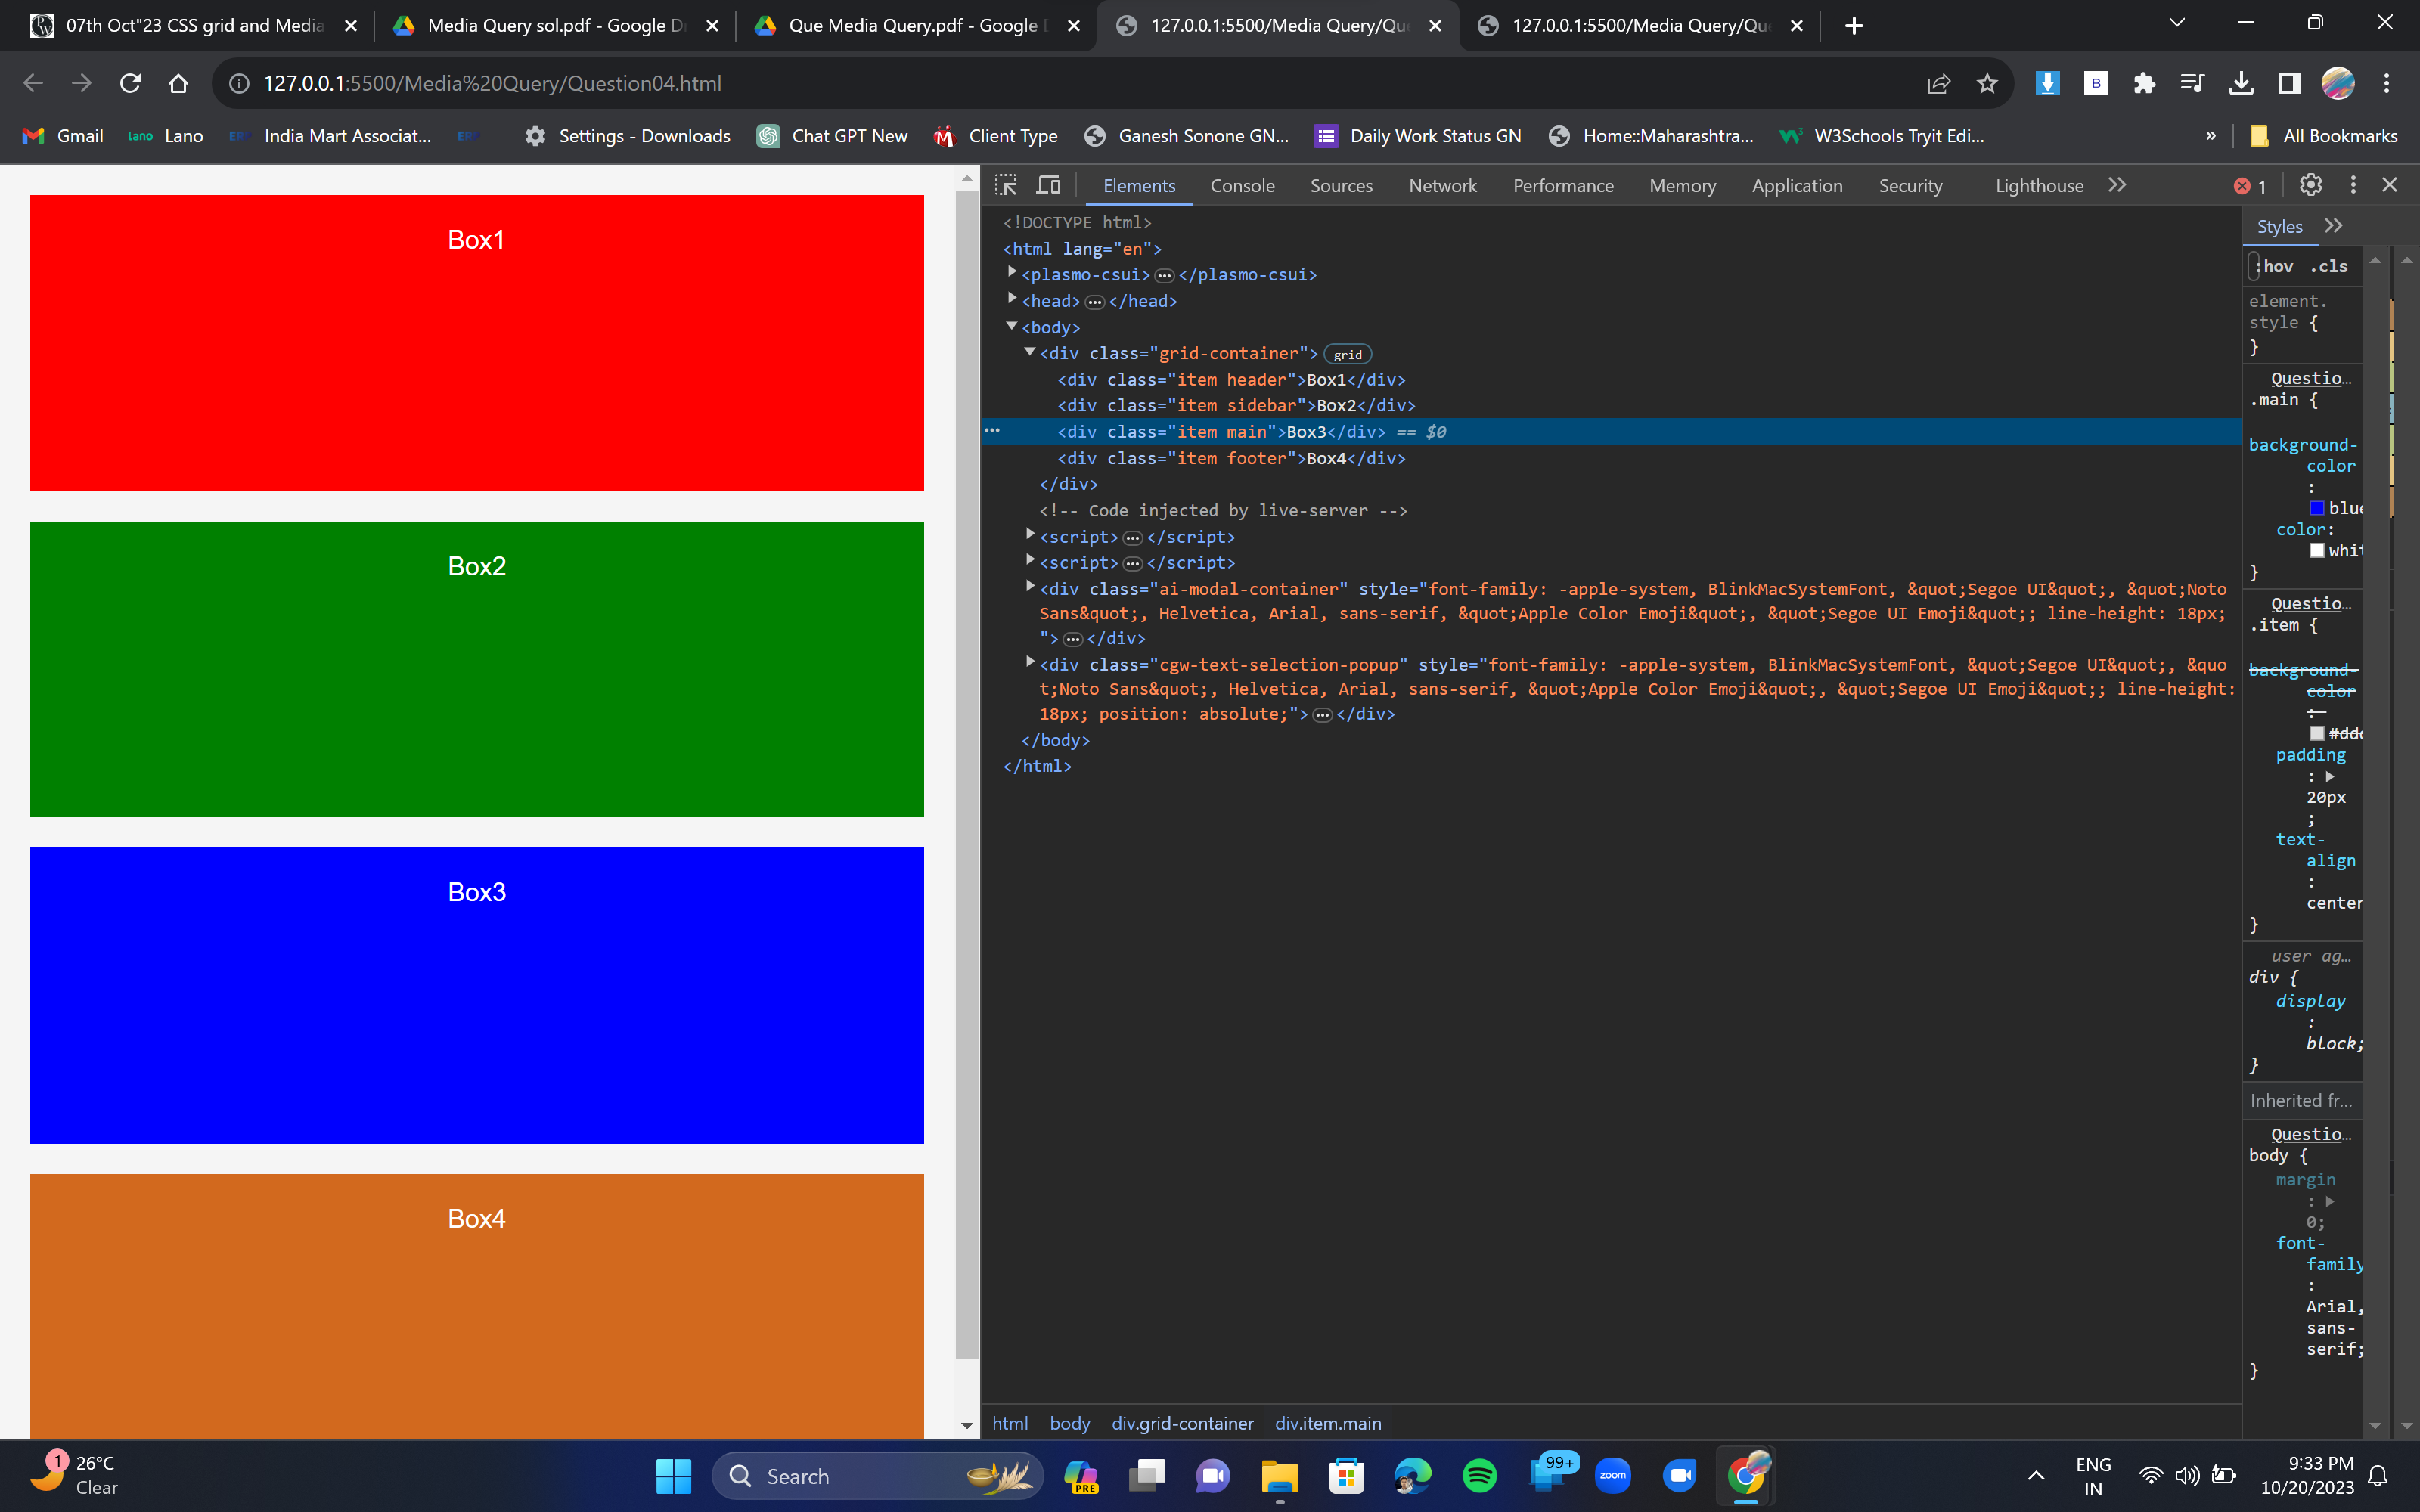 07th Oct"23 CSS grid and Media
Media Query sol.pdf - Google Dr
Que Media Query.pdf - Google D
127.0.0.1:5500/Media Query/Que
127.0.0.1:5500/Media Query/Que
127.0.0.1:5500/Media%20Query/Question04.html
B
Gmail
lano Lano
India Mart Associat...
Settings - Downloads
Chat GPT New
Client Type
Ganesh Sonone GN...
Daily Work Status GN
Home::Maharashtra...
W3Schools Tryit Edi...
» All Bookmarks
Box1
Box2
Box3
Box4
Elements Console Sources Network Performance Memory Application Security Lighthouse 1
<!DOCTYPE html>
<html lang="en">
<plasmo-csui>…</plasmo-csui>
<head>…</head>
<body>
<div class="grid-container"> grid
<div class="item header">Box1</div>
<div class="item sidebar">Box2</div>
<div class="item main">Box3</div> == $0
<div class="item footer">Box4</div>
</div>
<!-- Code injected by live-server -->
<script>…</script>
<script>…</script>
<div class="ai-modal-container" style="font-family: -apple-system, BlinkMacSystemFont, &quot;Segoe UI&quot;, &quot;Noto
Sans&quot;, Helvetica, Arial, sans-serif, &quot;Apple Color Emoji&quot;, &quot;Segoe UI Emoji&quot;; line-height: 18px;
">…</div>
<div class="cgw-text-selection-popup" style="font-family: -apple-system, BlinkMacSystemFont, &quot;Segoe UI&quot;, &quo
t;Noto Sans&quot;, Helvetica, Arial, sans-serif, &quot;Apple Color Emoji&quot;, &quot;Segoe UI Emoji&quot;; line-height:
18px; position: absolute;">…</div>
</body>
</html>
html body div.grid-container div.item.main
Styles
:hov .cls
element.
style {
}
Questio…
.main {
background-
color
:
blue
color:
whit
}
Questio…
.item {
background-
color
:
#ddd
padding
:
20px
;
text-
align
:
center
}
user ag…
div {
display
:
block;
}
Inherited fr…
Questio…
body {
margin
:
0;
font-
family
:
Arial,
sans-
serif;
}
1
26°C
Clear
Search
PRE
99+
zoom
ENG
IN
9:33 PM
10/20/2023